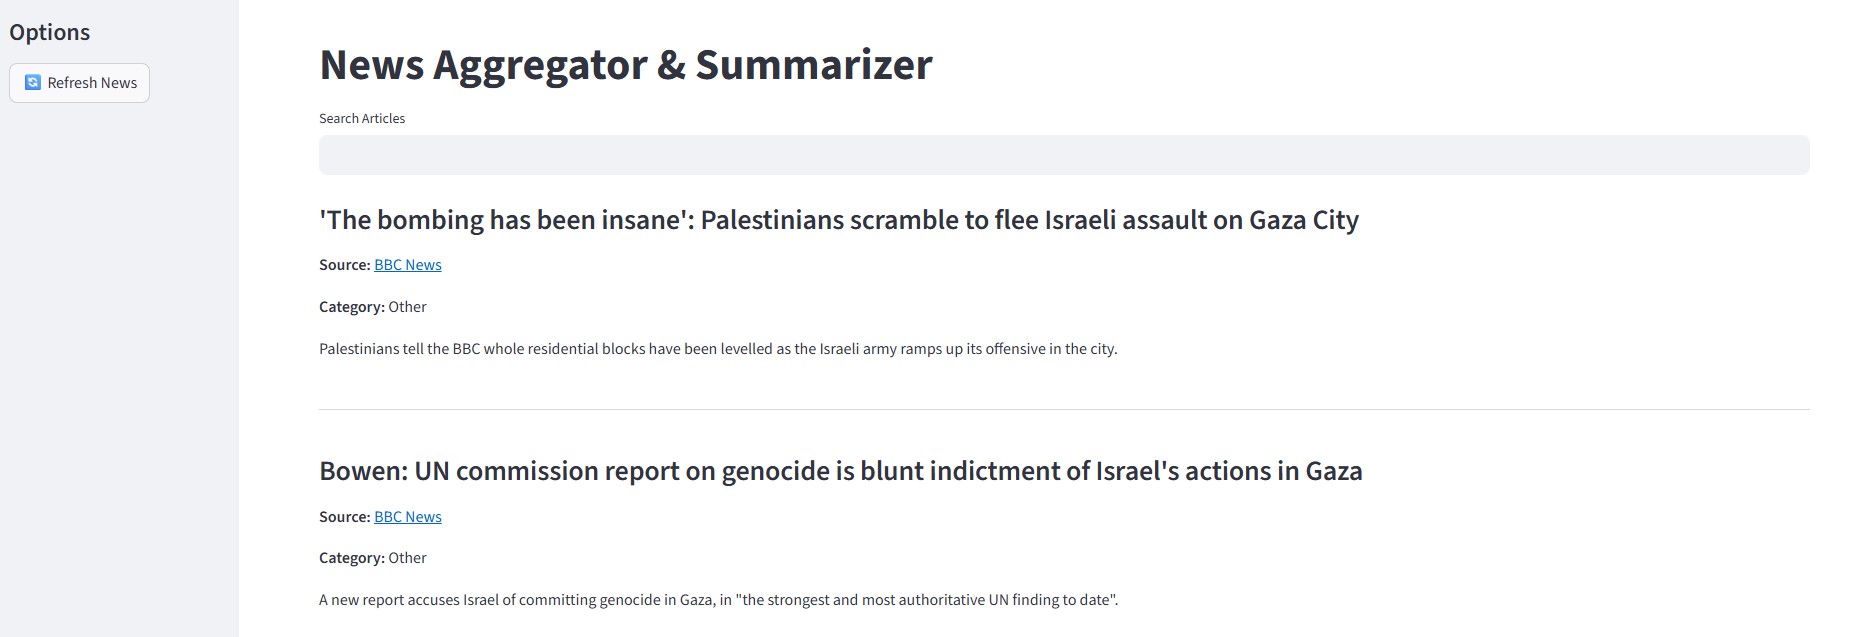 Options
Refresh News
News Aggregator & Summarizer
Search Articles
'The bombing has been insane': Palestinians scramble to flee Israeli assault on Gaza City
Source: BBC News
Category: Other
Palestinians tell the BBC whole residential blocks have been levelled as the Israeli army ramps up its offensive in the city.
Bowen: UN commission report on genocide is blunt indictment of Israel's actions in Gaza
Source: BBC News
Category: Other
A new report accuses Israel of committing genocide in Gaza, in "the strongest and most authoritative UN finding to date".